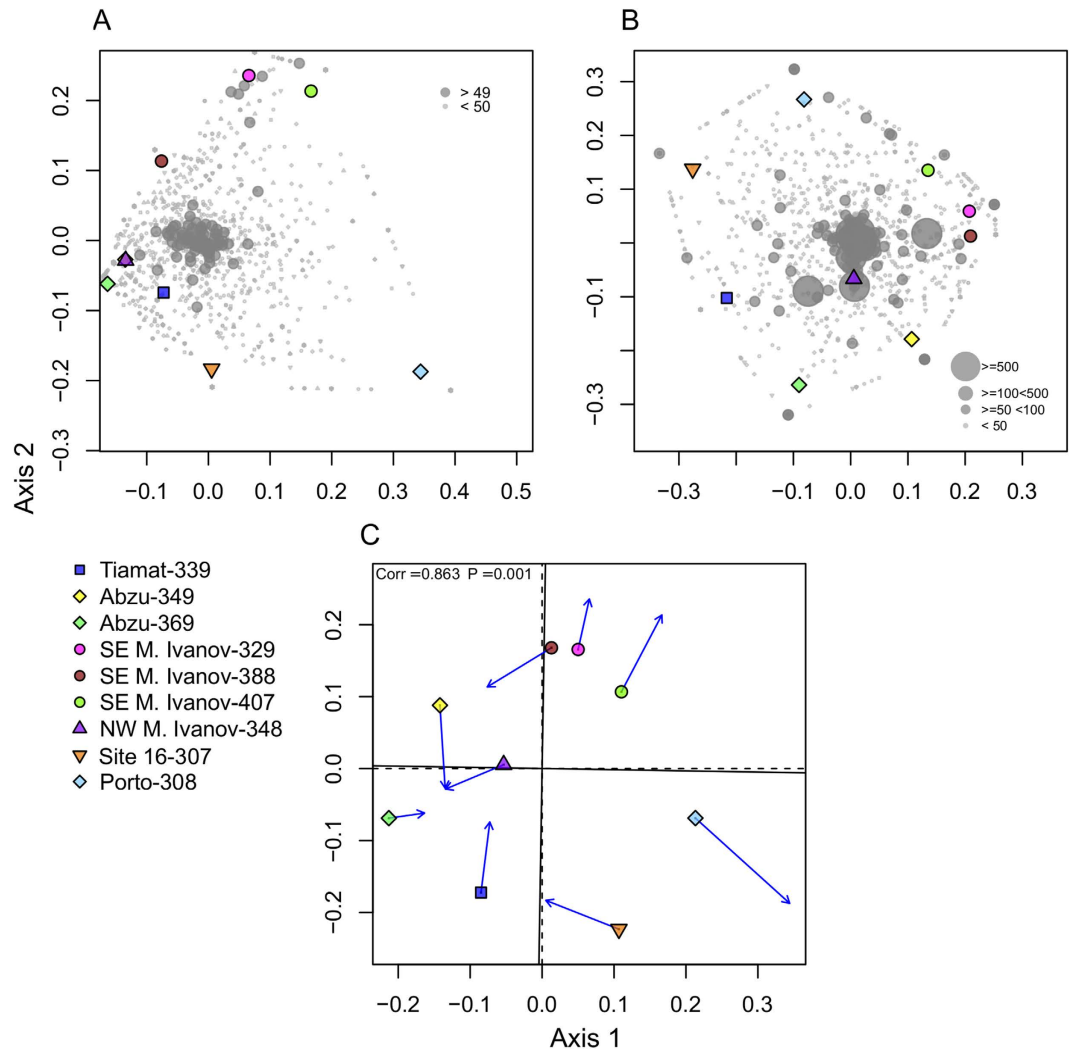 A
B
0.2
0.1
0.0
−0.1
−0.2
−0.3
> 49
< 50
−0.1
0.0
0.1
0.2
0.3
0.4
0.5
Axis 2
0.3
0.2
0.1
−0.1
−0.3
>=500
>=100<500
>=50 <100
< 50
−0.3
−0.1
0.0
0.1
0.2
0.3
C
Tiamat-339
Abzu-349
Abzu-369
SE M. Ivanov-329
SE M. Ivanov-388
SE M. Ivanov-407
NW M. Ivanov-348
Site 16-307
Porto-308
Corr =0.863 P =0.001
0.2
0.1
0.0
−0.1
−0.2
−0.2
−0.1
0.0
0.1
0.2
0.3
Axis 1